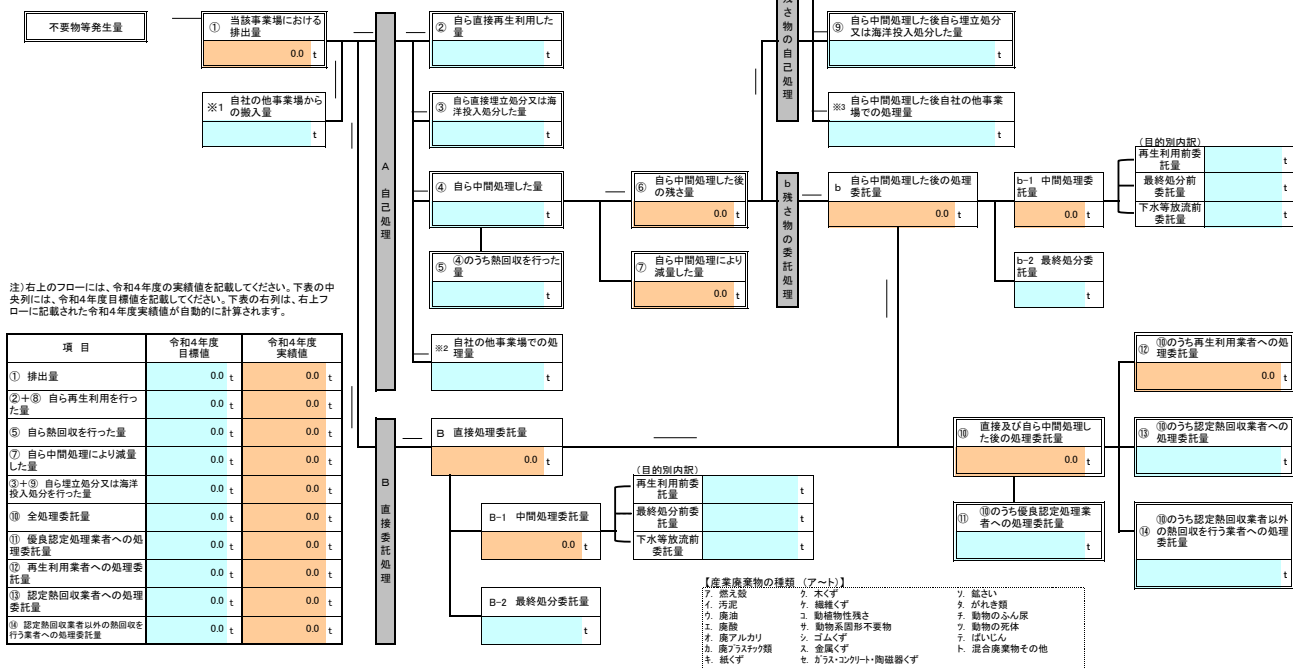 不要物等発生量
① 当該事業場における
排出量
0.0 t
※1 自社の他事業場から
の搬入量
t
A 自己処理
② 自ら直接再生利用した
量
t
③ 自ら直接埋立処分又は海
洋投入処分した量
t
④ 自ら中間処理した量
t
⑤ ④のうち熱回収を行った
量
t
※2 自社の他事業場での処
理量
t
⑥ 自ら中間処理した後
の残さ量
0.0 t
⑦ 自ら中間処理により
減量した量
0.0 t
残さ物の自己処理
⑨ 自ら中間処理した後自ら埋立処分
又は海洋投入処分した量
t
※3 自ら中間処理した後自社の他事業
場での処理量
t
b 残さ物の委託処理
b 自ら中間処理した後の処理
委託量
0.0 t
b-1 中間処理委
託量
0.0 t
(目的別内訳)
再生利用前委
託量
t
最終処分前
委託量
t
下水等放流前
委託量
t
b-2 最終処分委
託量
t
注)右上のフローには、令和4年度の実績値を記載してください。下表の中
央列には、令和4年度目標値を記載してください。下表の右列は、右上フ
ローに記載された令和4年度実績値が自動的に計算されます。
項 目 令和4年度
目標値 令和4年度
実績値
① 排出量 0.0 t 0.0 t
②+⑧ 自ら再生利用を行っ
た量 0.0 t 0.0 t
⑤ 自ら熱回収を行った量 0.0 t 0.0 t
⑦ 自ら中間処理により減量
した量 0.0 t 0.0 t
③+⑨ 自ら埋立処分又は海洋
投入処分を行った量 0.0 t 0.0 t
⑩ 全処理委託量 0.0 t 0.0 t
⑪ 優良認定処理業者への処
理委託量 0.0 t 0.0 t
⑫ 再生利用業者への処理委
託量 0.0 t 0.0 t
⑬ 認定熱回収業者への処理
委託量 0.0 t 0.0 t
⑭ 認定熱回収業者以外の熱回収を
行う業者への処理委託量 0.0 t 0.0 t
B 直接委託処理
B 直接処理委託量
0.0 t
B-1 中間処理委託量
0.0 t
(目的別内訳)
再生利用前委
託量
t
最終処分前委
託量
t
下水等放流前
委託量
t
B-2 最終処分委託量
t
⑩ 直接及び自ら中間処理し
た後の処理委託量
0.0 t
⑪ ⑩のうち優良認定処理業
者への処理委託量
t
⑫ ⑩のうち再生利用業者への処
理委託量
0.0 t
⑬ ⑩のうち認定熱回収業者への
処理委託量
t
⑭ ⑩のうち認定熱回収業者以外
の熱回収を行う業者への処理
委託量
t
【産業廃棄物の種類 (ア～ト)】
ア. 燃え殻 ク. 木くず ソ. 鉱さい
イ. 汚泥 ケ. 繊維くず タ. がれき類
ウ. 廃油 コ. 動植物性残さ チ. 動物のふん尿
エ. 廃酸 サ. 動物系固形不要物 ツ. 動物の死体
オ. 廃アルカリ シ. ゴムくず テ. ばいじん
カ. 廃プラスチック類 ス. 金属くず ト. 混合廃棄物その他
キ. 紙くず セ. ガラス・コンクリート・陶磁器くず